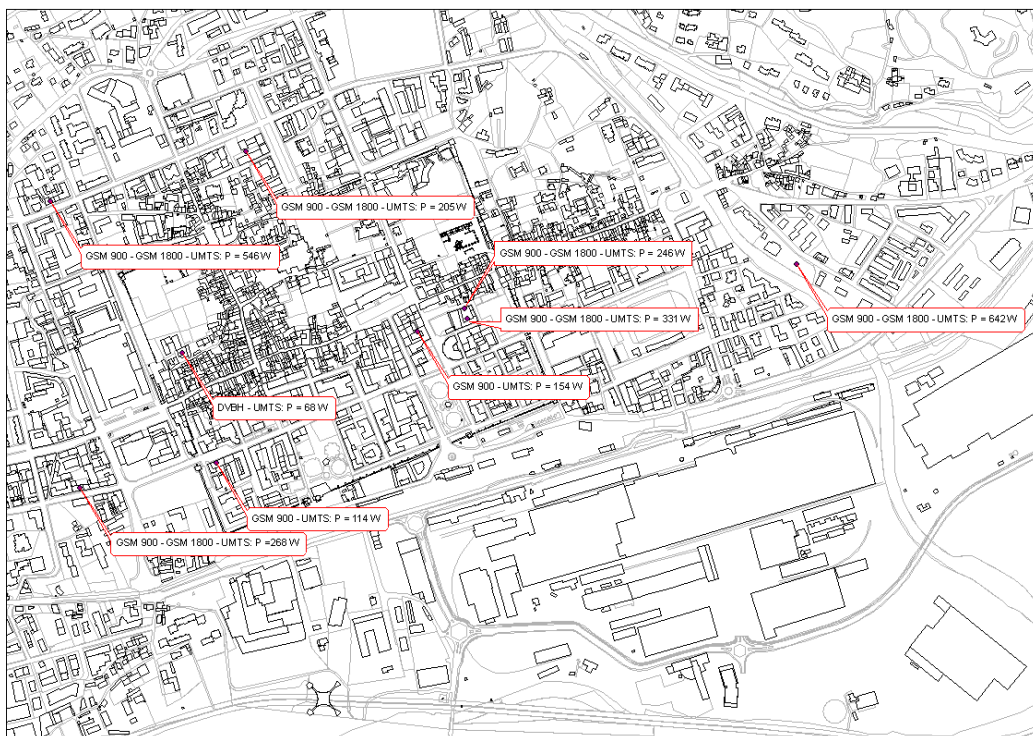 GSM 900 - GSM 1800 - UMTS: P = 205 W
GSM 900 - GSM 1800 - UMTS: P = 546 W
GSM 900 - GSM 1800 - UMTS: P = 246 W
GSM 900 - GSM 1800 - UMTS: P = 331 W
GSM 900 - GSM 1800 - UMTS: P = 642 W
GSM 900 - UMTS: P = 154 W
DVBH - UMTS: P = 68 W
GSM 900 - UMTS: P = 114 W
GSM 900 - GSM 1800 - UMTS: P =268 W